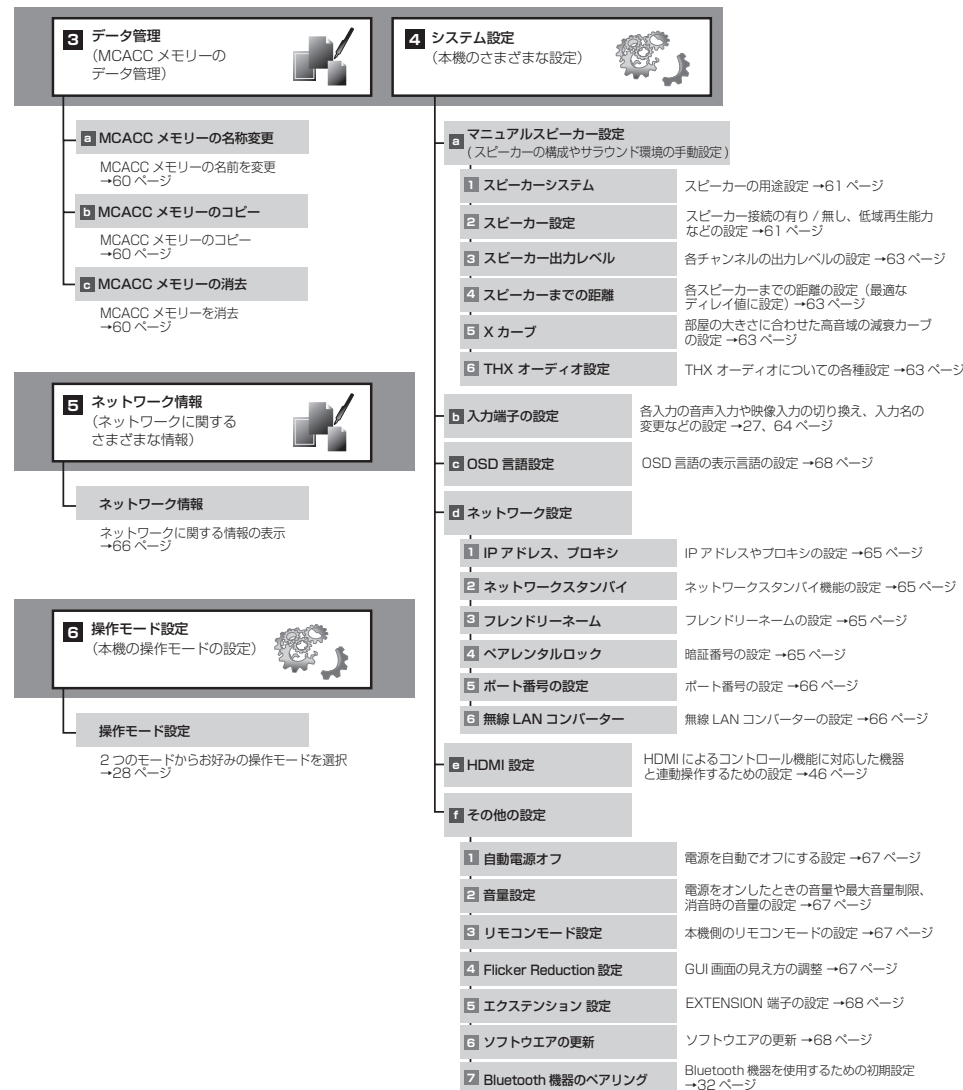 3 データ管理
（MCACC メモリーの
データ管理）
a MCACC メモリーの名称変更
MCACC メモリーの名前を変更
→60 ページ
b MCACC メモリーのコピー
MCACC メモリーのコピー
→60 ページ
c MCACC メモリーの消去
MCACC メモリーを消去
→60 ページ
5 ネットワーク情報
（ネットワークに関する
さまざまな情報）
ネットワーク情報
ネットワークに関する情報の表示
→66 ページ
6 操作モード設定
（本機の操作モードの設定）
操作モード設定
2 つのモードからお好みの操作モードを選択
→28 ページ
4 システム設定
（本機のさまざまな設定）
a マニュアルスピーカー設定
( スピーカーの構成やサラウンド環境の手動設定 )
1 スピーカーシステム
スピーカーの用途設定 →61 ページ
2 スピーカー設定
スピーカー接続の有り / 無し、低域再生能力
などの設定 →61 ページ
3 スピーカー出力レベル
各チャンネルの出力レベルの設定 →63 ページ
4 スピーカーまでの距離
各スピーカーまでの距離の設定（最適な
ディレイ値に設定）→63 ページ
5 X カーブ
部屋の大きさに合わせた高音域の減衰カーブ
の設定 →63 ページ
6 THX オーディオ設定
THX オーディオについての各種設定 →63 ページ
b 入力端子の設定
各入力の音声入力や映像入力の切り換え、入力名の
変更などの設定 →27、64 ページ
c OSD 言語設定
OSD 言語の表示言語の設定 →68 ページ
d ネットワーク設定
1 IP アドレス、プロキシ
IP アドレスやプロキシの設定 →65 ページ
2 ネットワークスタンバイ
ネットワークスタンバイ機能の設定 →65 ページ
3 フレンドリーネーム
フレンドリーネームの設定 →65 ページ
4 ペアレンタルロック
暗証番号の設定 →65 ページ
5 ポート番号の設定
ポート番号の設定 →66 ページ
6 無線 LAN コンバーター
無線 LAN コンバーターの設定 →66 ページ
e HDMI 設定
HDMI によるコントロール機能に対応した機器
と連動操作するための設定 →46 ページ
f その他の設定
1 自動電源オフ
電源を自動でオフにする設定 →67 ページ
2 音量設定
電源をオンしたときの音量や最大音量制限、
消音時の音量の設定 →67 ページ
3 リモコンモード設定
本機側のリモコンモードの設定 →67 ページ
4 Flicker Reduction 設定
GUI 画面の見え方の調整 →67 ページ
5 エクステンション 設定
EXTENSION 端子の設定 →68 ページ
6 ソフトウエアの更新
ソフトウエアの更新 →68 ページ
7 Bluetooth 機器のペアリング
Bluetooth 機器を使用するための初期設定
→32 ページ